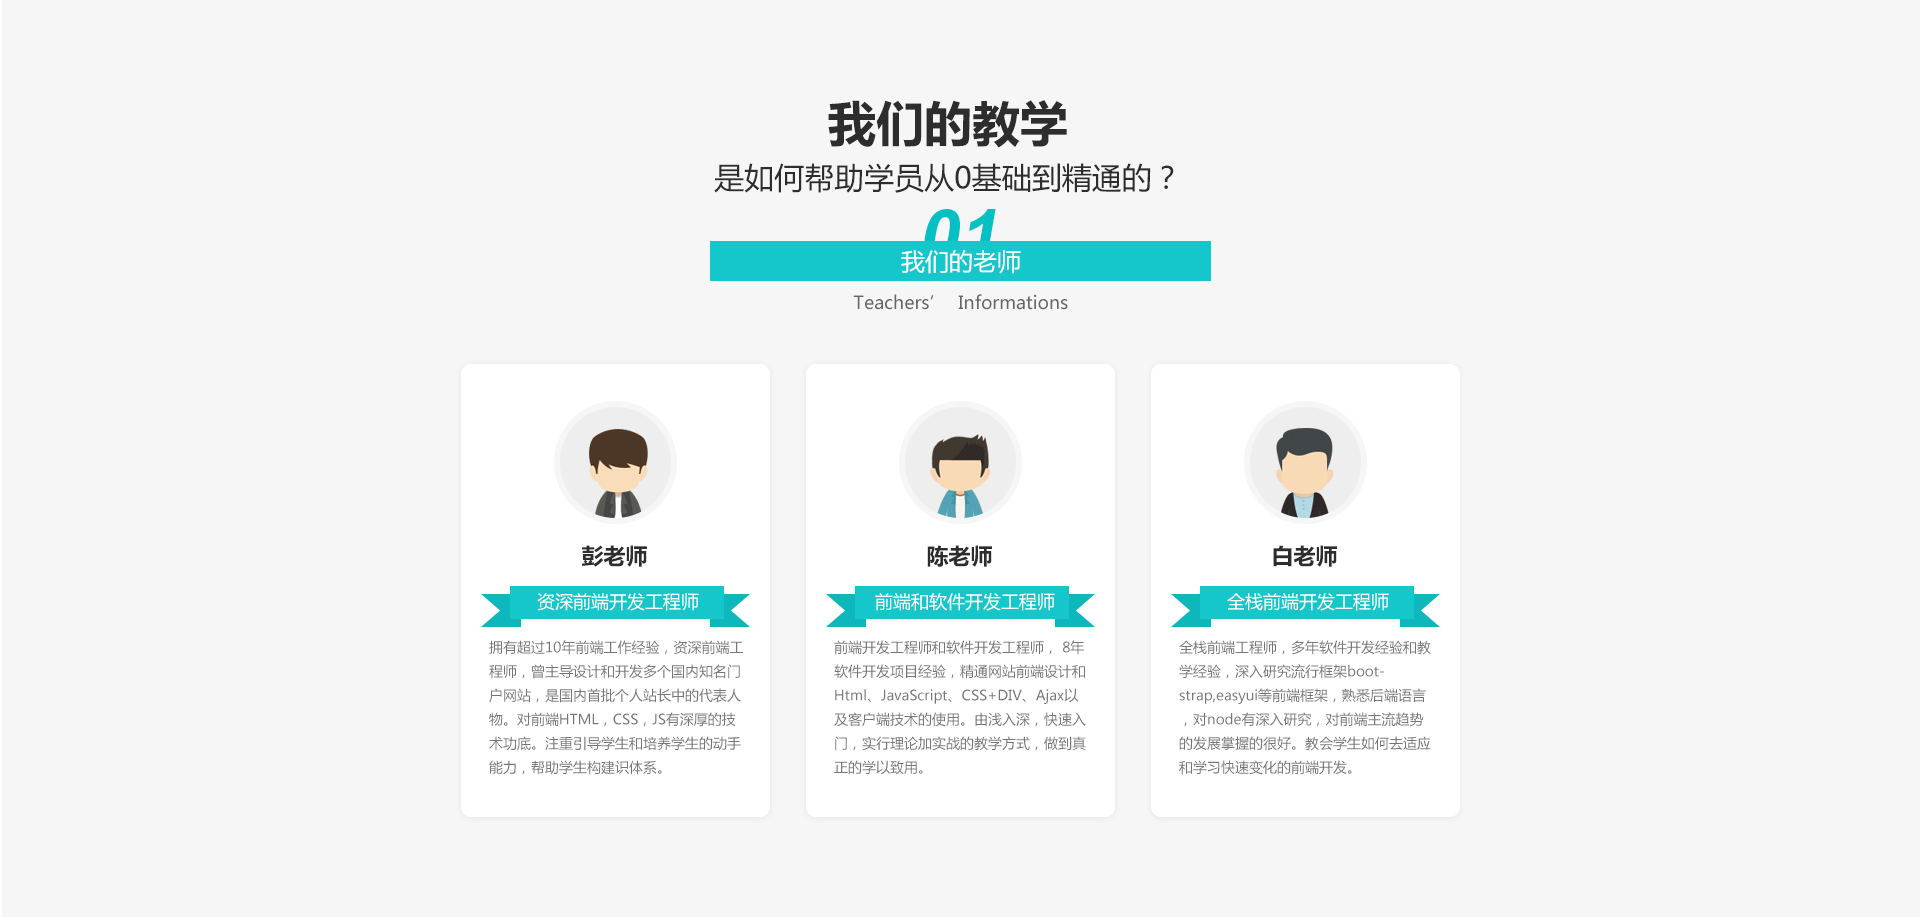 我们的教学
是如何帮助学员从0基础到精通的？
01
我们的老师
Teachers’ Informations
彭老师
资深前端开发工程师
拥有超过10年前端工作经验，资深前端工
程师，曾主导设计和开发多个国内知名门
户网站，是国内首批个人站长中的代表人
物。对前端HTML，CSS，JS有深厚的技
术功底。注重引导学生和培养学生的动手
能力，帮助学生构建识体系。
陈老师
前端和软件开发工程师
前端开发工程师和软件开发工程师， 8年
软件开发项目经验，精通网站前端设计和
Html、JavaScript、CSS+DIV、Ajax以
及客户端技术的使用。由浅入深，快速入
门，实行理论加实战的教学方式，做到真
正的学以致用。
白老师
全栈前端开发工程师
全栈前端工程师，多年软件开发经验和教
学经验，深入研究流行框架boot-
strap,easyui等前端框架，熟悉后端语言
，对node有深入研究，对前端主流趋势
的发展掌握的很好。教会学生如何去适应
和学习快速变化的前端开发。